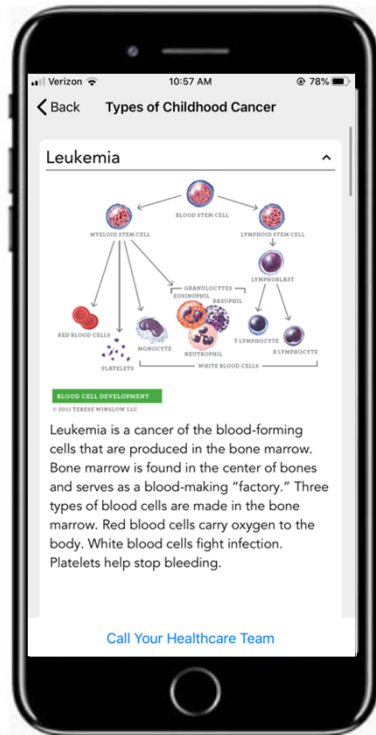 Verizon 10:57 AM 78%
Back Types of Childhood Cancer
Leukemia
BLOOD STEM CELL
MYELOID STEM CELL LYMPHOID STEM CELL
LYMPHOBLAST
GRANULOCYTES
EOSINOPHIL
BASOPHIL
RED BLOOD CELLS
MONOCYTE
T LYMPHOCYTE
B LYMPHOCYTE
NEUTROPHIL
PLATELETS
WHITE BLOOD CELLS
BLOOD CELL DEVELOPMENT
© 2011 TERESE WINSLOW LLC
Leukemia is a cancer of the blood-forming
cells that are produced in the bone marrow.
Bone marrow is found in the center of bones
and serves as a blood-making “factory.” Three
types of blood cells are made in the bone
marrow. Red blood cells carry oxygen to the
body. White blood cells fight infection.
Platelets help stop bleeding.
Call Your Healthcare Team